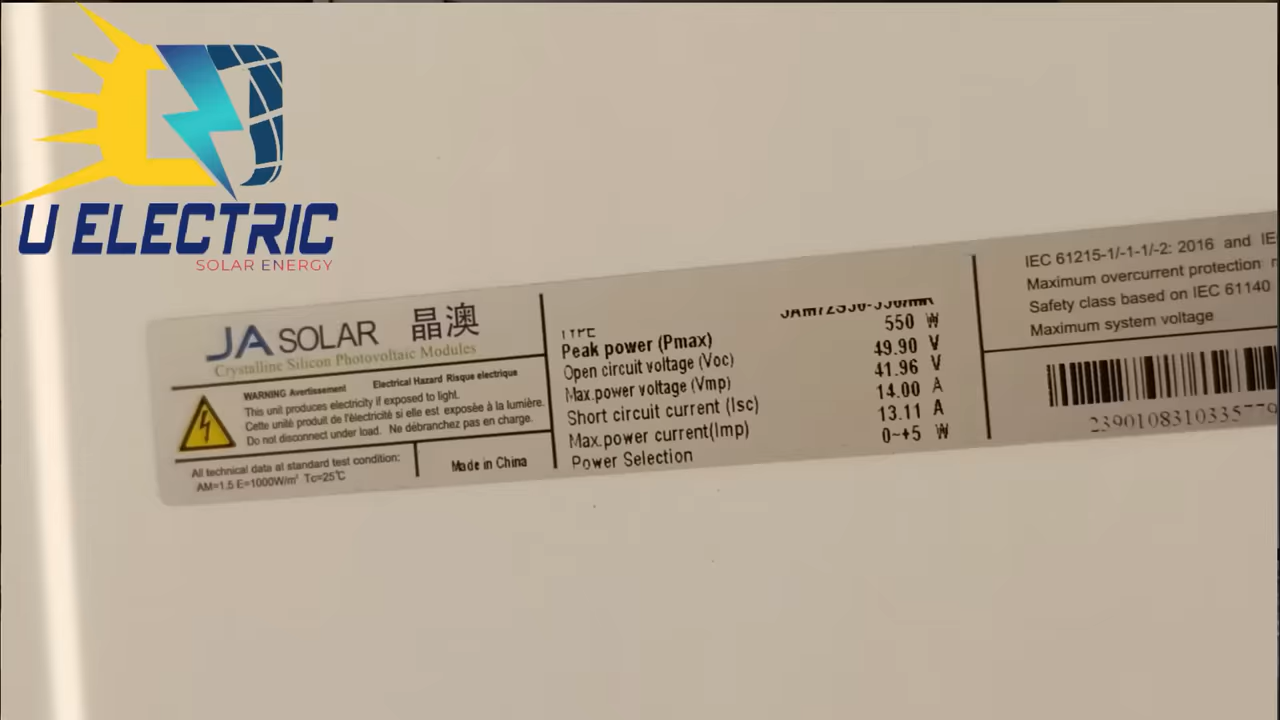 U ELECTRIC
SOLAR ENERGY
JA SOLAR 晶澳
Crystalline Silicon Photovoltaic Modules
WARNING Avertissement Electrical Hazard Risque electrique
This unit produces electricity if exposed to light.
Cette unité produit de l'électricité si elle est exposée à la lumière.
Do not disconnect under load. Ne débranchez pas en charge.
All technical data at standard test condition:
AM=1.5 E=1000W/m² Tc=25℃
Made in China
TYPE
Peak power (Pmax) 550 W
Open circuit voltage (Voc) 49.90 V
Max.power voltage (Vmp) 41.96 V
Short circuit current (Isc) 14.00 A
Max.power current(Imp) 13.11 A
Power Selection 0~+5 W
IEC 61215-1/-1-1/-2: 2016 and IE
Maximum overcurrent protection
Safety class based on IEC 61140
Maximum system voltage
2390108310335779